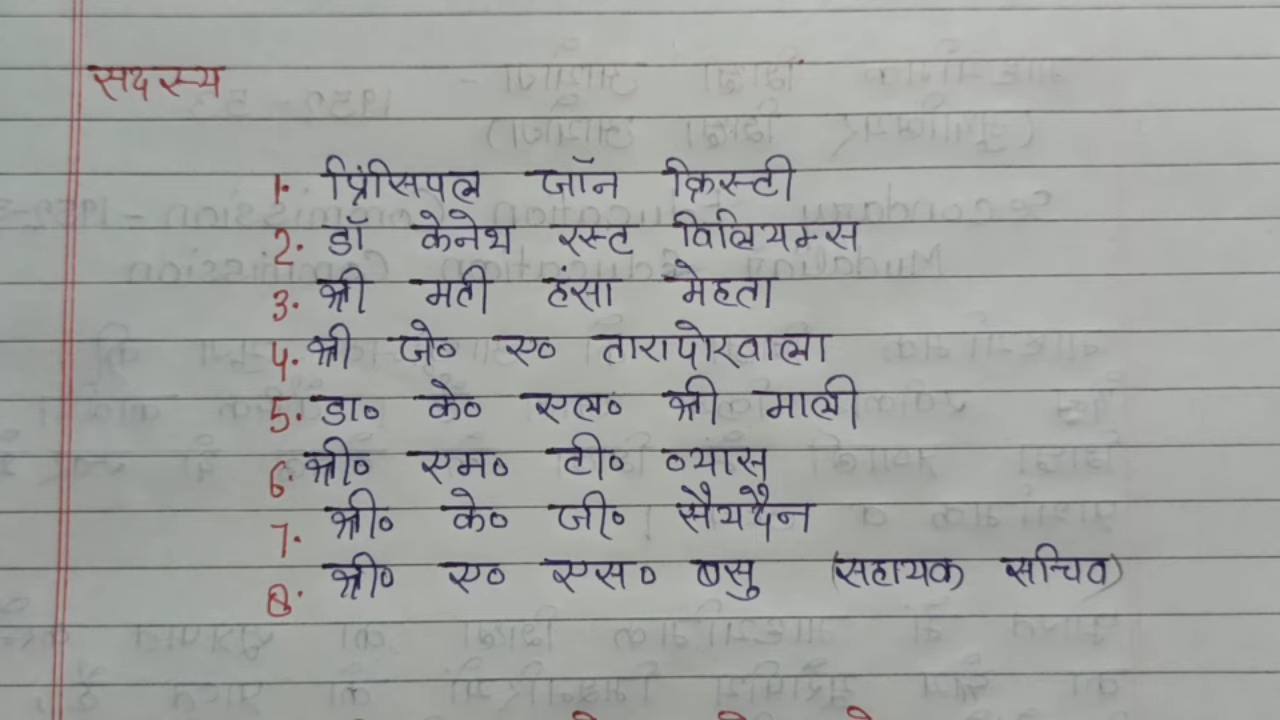 सदस्य
1. प्रिंसिपल जॉन क्रिस्टी
2. डॉ केनेथ रस्ट विलियम्स
3. श्री मती हंसा मेहता
4. श्री जे० ए० तारापोरवाला
5. डा० के० एल० श्री माली
6. श्री० एम० टी० व्यास
7. श्री० के० जी० सैयदैन
8. श्री० ए० एस० बसु (सहायक सचिव)